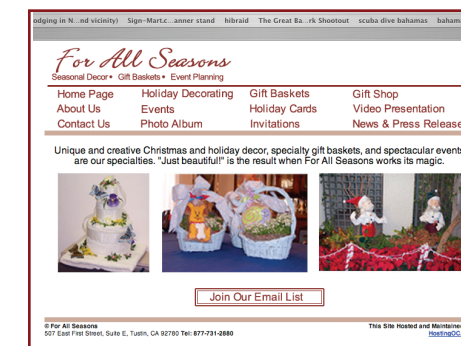 odging in N...nd vicinity) Sign-Mart.c...anner stand hibraid The Great Ba...rk Shootout scuba dive bahamas baham
For All Seasons
Seasonal Decor • Gift Baskets • Event Planning
Home Page Holiday Decorating Gift Baskets Gift Shop
About Us Events Holiday Cards Video Presentation
Contact Us Photo Album Invitations News & Press Release
Unique and creative Christmas and holiday decor, specialty gift baskets, and spectacular events
are our specialties. "Just beautiful!" is the result when For All Seasons works its magic.
Join Our Email List
© For All Seasons This Site Hosted and Maintaine
507 East First Street, Suite E, Tustin, CA 92780 Tel: 877-731-2880 HostingOC